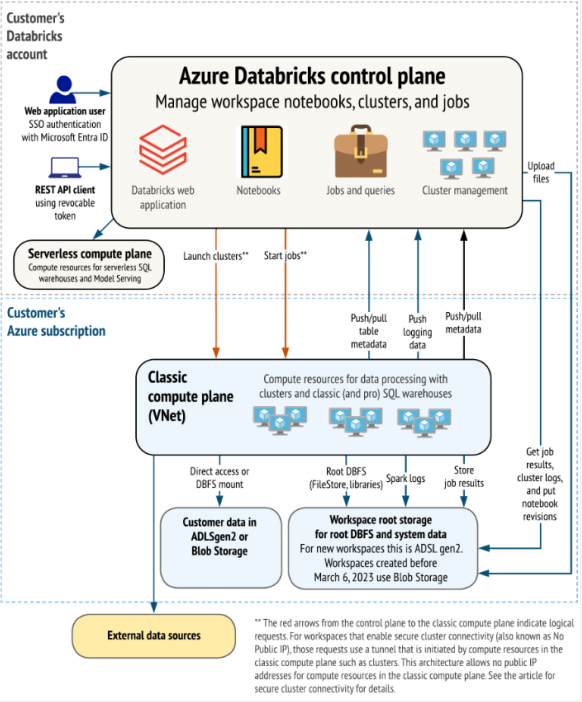 Customer's
Databricks
account
Azure Databricks control plane
Manage workspace notebooks, clusters, and jobs
Web application user
SSO authentication
with Microsoft Entra ID
REST API client
using revocable
token
Databricks web
application
Notebooks
Jobs and queries
Cluster management
Upload
files
Serverless compute plane
Compute resources for serverless SQL
warehouses and Model Serving
Launch clusters**
Start jobs**
Customer's
Azure subscription
Push/pull
table
metadata
Push
logging
data
Push/pull
metadata
Classic
compute plane
(VNet)
Compute resources for data processing with
clusters and classic (and pro) SQL warehouses
Get job
results,
cluster logs,
and put
notebook
revisions
Direct access or
DBFS mount
Root DBFS
(FileStore, libraries)
Spark logs
Store
job results
Customer data in
ADLSgen2 or
Blob Storage
Workspace root storage
for root DBFS and system data
For new workspaces this is ADSL gen2.
Workspaces created before
March 6, 2023 use Blob Storage
External data sources
** The red arrows from the control plane to the classic compute plane indicate logical
requests. For workspaces that enable secure cluster connectivity (also known as No
Public IP), those requests use a tunnel that is initiated by compute resources in the
classic compute plane such as clusters. This architecture allows no public IP
addresses for compute resources in the classic compute plane. See the article for
secure cluster connectivity for details.